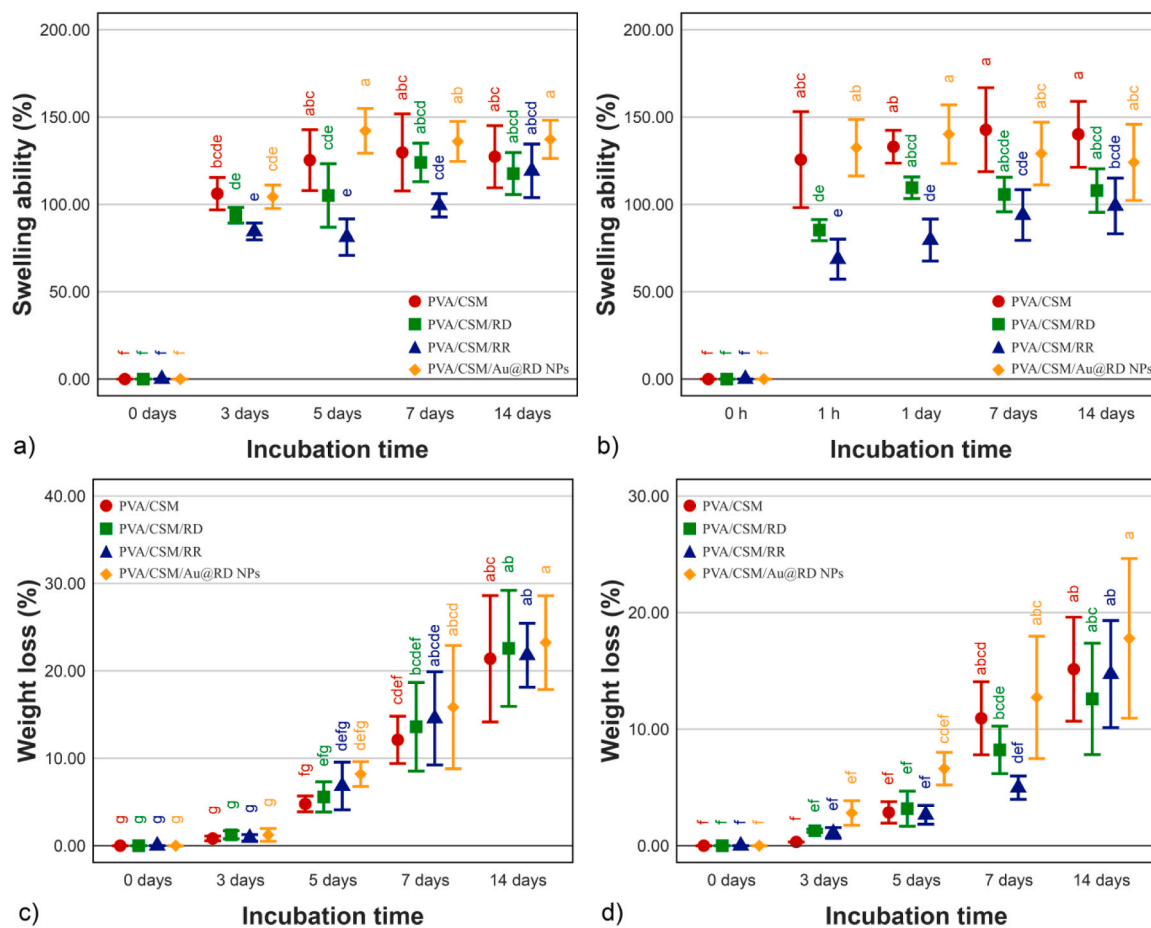 200.00
150.00
100.00
50.00
0.00
Swelling ability (%)
f f f f
bcde de e cde
abc cde e a
abc abcd cde ab
abc abcd abcd a
PVA/CSM
PVA/CSM/RD
PVA/CSM/RR
PVA/CSM/Au@RD NPs
0 days 3 days 5 days 7 days 14 days
Incubation time
a)
200.00
150.00
100.00
50.00
0.00
Swelling ability (%)
f f f f
abc de e ab
abc abcd de a
a abcde cde abc
a abcd bcde abc
PVA/CSM
PVA/CSM/RD
PVA/CSM/RR
PVA/CSM/Au@RD NPs
0 h 1 h 1 day 7 days 14 days
Incubation time
b)
40.00
30.00
20.00
10.00
0.00
Weight loss (%)
PVA/CSM
PVA/CSM/RD
PVA/CSM/RR
PVA/CSM/Au@RD NPs
g g g g
g g g g
fg efg defg defg
cdef bcdef abcde abcd
abc ab ab a
0 days 3 days 5 days 7 days 14 days
Incubation time
c)
30.00
20.00
10.00
0.00
Weight loss (%)
PVA/CSM
PVA/CSM/RD
PVA/CSM/RR
PVA/CSM/Au@RD NPs
f f f f
f ef ef ef
ef ef ef ccdef
abcd bcde def abc
ab abc ab a
0 days 3 days 5 days 7 days 14 days
Incubation time
d)